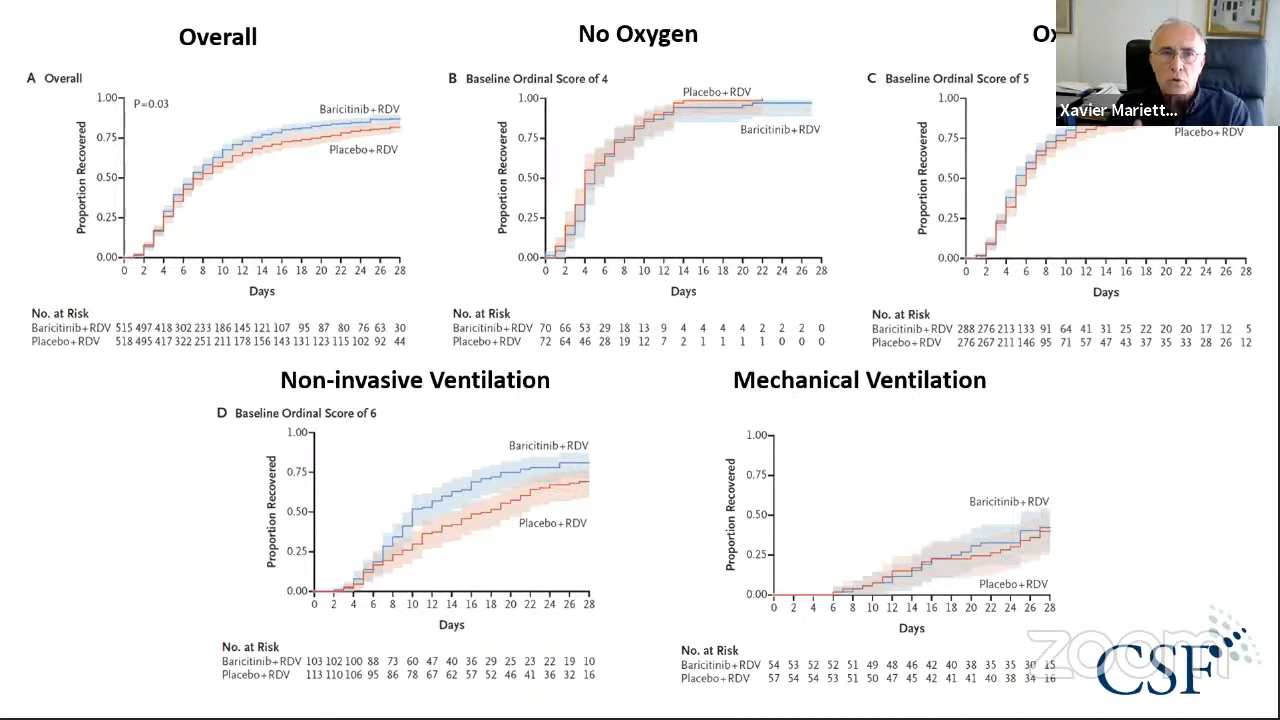 Overall
No Oxygen
Xavier Mariett...
A Overall
P=0.03
Baricitinib+RDV
Placebo+RDV
1.00
0.75
0.50
0.25
0.00
Proportion Recovered
0 2 4 6 8 10 12 14 16 18 20 22 24 26 28
Days
No. at Risk
Baricitinib+RDV 515 497 418 302 233 186 145 121 107 95 87 80 76 63 30
Placebo+RDV 518 495 417 322 251 211 178 156 143 131 123 115 102 92 44
B Baseline Ordinal Score of 4
Placebo+RDV
Baricitinib+RDV
1.00
0.75
0.50
0.25
0.00
Proportion Recovered
0 2 4 6 8 10 12 14 16 18 20 22 24 26 28
Days
No. at Risk
Baricitinib+RDV 70 66 53 29 18 13 9 4 4 4 4 2 2 2 0
Placebo+RDV 72 64 46 28 19 12 7 2 1 1 1 1 0 0 0
C Baseline Ordinal Score of 5
Placebo+RDV
1.00
0.75
0.50
0.25
0.00
Proportion Recovered
0 2 4 6 8 10 12 14 16 18 20 22 24 26 28
Days
No. at Risk
Baricitinib+RDV 288 276 213 133 91 64 41 31 25 22 20 20 17 12 5
Placebo+RDV 276 267 211 146 95 71 57 47 43 37 35 33 28 26 12
Non-invasive Ventilation
D Baseline Ordinal Score of 6
Baricitinib+RDV
Placebo+RDV
1.00
0.75
0.50
0.25
0.00
Proportion Recovered
0 2 4 6 8 10 12 14 16 18 20 22 24 26 28
Days
No. at Risk
Baricitinib+RDV 103 102 100 88 73 60 47 40 36 29 25 23 22 19 10
Placebo+RDV 113 110 106 95 86 78 67 62 57 52 46 41 36 32 16
Mechanical Ventilation
Baricitinib+RDV
Placebo+RDV
1.00
0.75
0.50
0.25
0.00
Proportion Recovered
0 2 4 6 8 10 12 14 16 18 20 22 24 26 28
Days
No. at Risk
Baricitinib+RDV 54 53 52 52 51 49 48 46 42 40 38 35 35 30 15
Placebo+RDV 57 54 54 53 51 50 47 45 42 41 41 40 38 34 16
zoom
CSF